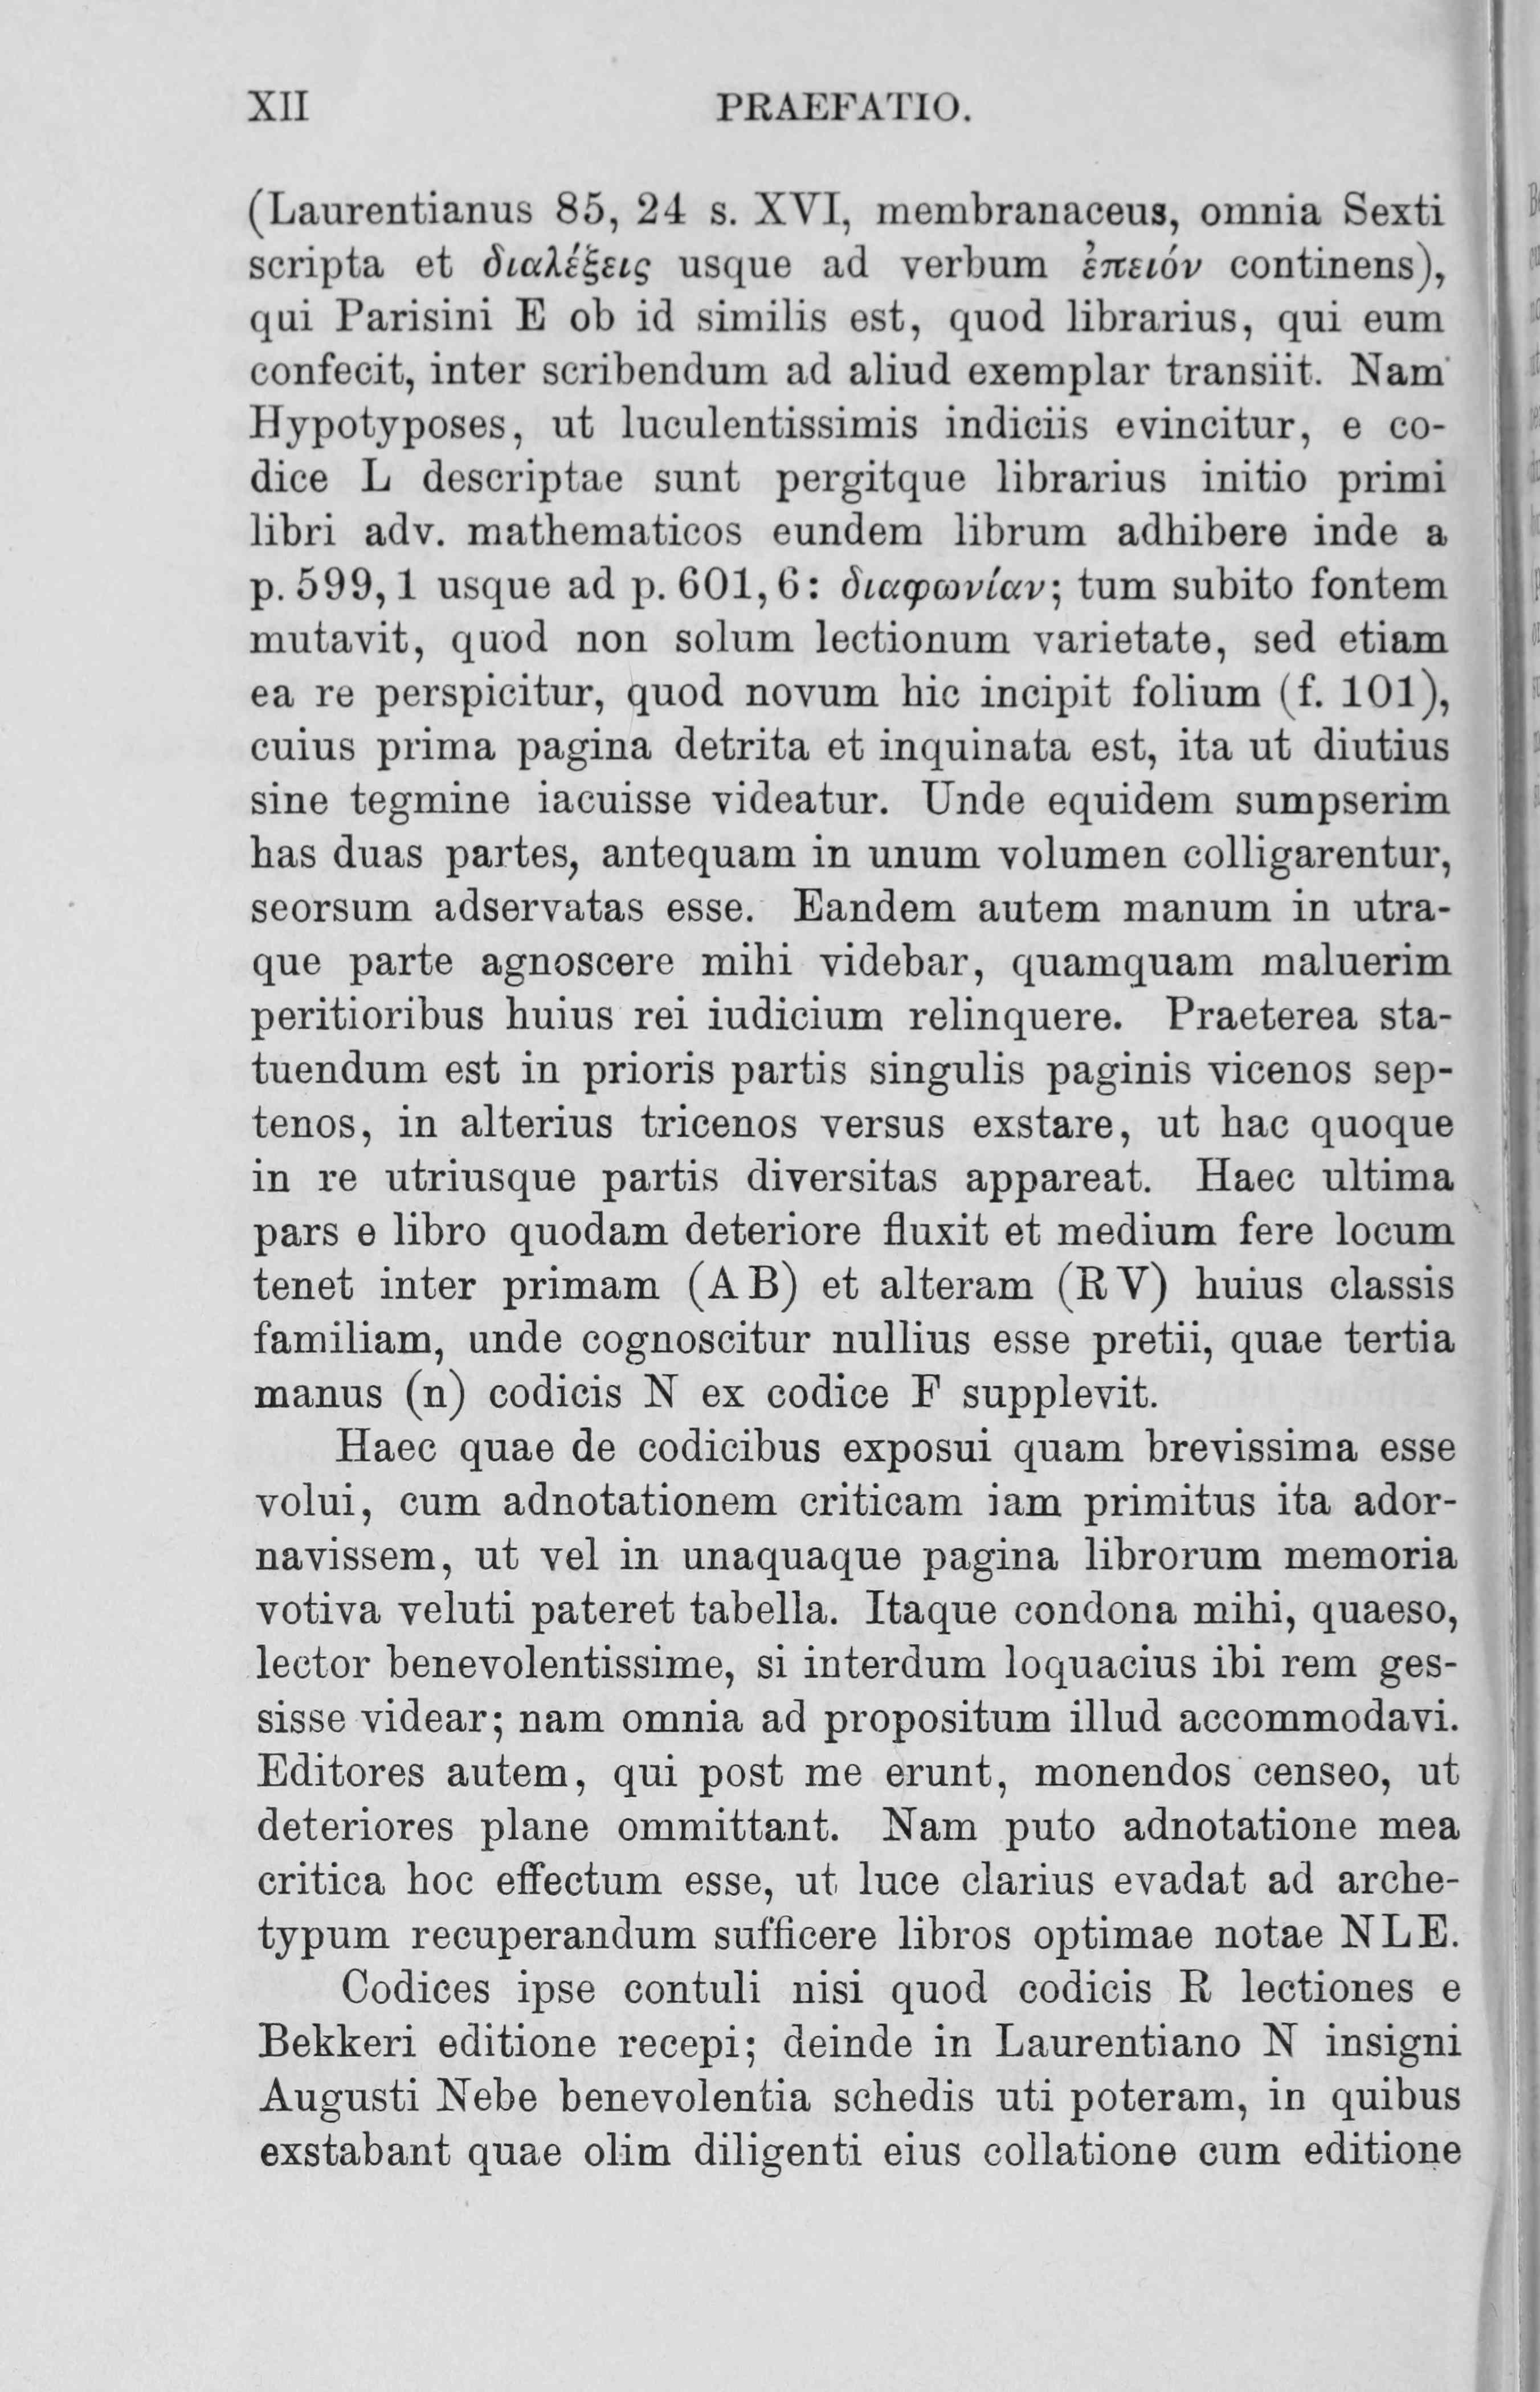 XII PRAEFATIO.
(Laurentianus 85, 24 s. XVI, membranaceus, omnia Sexti
scripta et διαλέξεις usque ad verbum ἐπειόν continens),
qui Parisini E ob id similis est, quod librarius, qui eum
confecit, inter scribendum ad aliud exemplar transiit. Nam
Hypotyposes, ut luculentissimis indiciis evincitur, e co-
dice L descriptae sunt pergitque librarius initio primi
libri adv. mathematicos eundem librum adhibere inde a
p. 599, 1 usque ad p. 601, 6: διαφωνίαν; tum subito fontem
mutavit, quod non solum lectionum varietate, sed etiam
ea re perspicitur, quod novum hic incipit folium (f. 101),
cuius prima pagina detrita et inquinata est, ita ut diutius
sine tegmine iacuisse videatur. Unde equidem sumpserim
has duas partes, antequam in unum volumen colligarentur,
seorsum adservatas esse. Eandem autem manum in utra-
que parte agnoscere mihi videbar, quamquam maluerim
peritioribus huius rei iudicium relinquere. Praeterea sta-
tuendum est in prioris partis singulis paginis vicenos sep-
tenos, in alterius tricenos versus exstare, ut hac quoque
in re utriusque partis diversitas appareat. Haec ultima
pars e libro quodam deteriore fluxit et medium fere locum
tenet inter primam (A B) et alteram (R V) huius classis
familiam, unde cognoscitur nullius esse pretii, quae tertia
manus (n) codicis N ex codice F supplevit.
Haec quae de codicibus exposui quam brevissima esse
volui, cum adnotationem criticam iam primitus ita ador-
navissem, ut vel in unaquaque pagina librorum memoria
votiva veluti pateret tabella. Itaque condona mihi, quaeso,
lector benevolentissime, si interdum loquacius ibi rem ges-
sisse videar; nam omnia ad propositum illud accommodavi.
Editores autem, qui post me erunt, monendos censeo, ut
deteriores plane ommittant. Nam puto adnotatione mea
critica hoc effectum esse, ut luce clarius evadat ad arche-
typum recuperandum sufficere libros optimae notae N L E.
Codices ipse contuli nisi quod codicis R lectiones e
Bekkeri editione recepi; deinde in Laurentiano N insigni
Augusti Nebe benevolentia schedis uti poteram, in quibus
exstabant quae olim diligenti eius collatione cum editione